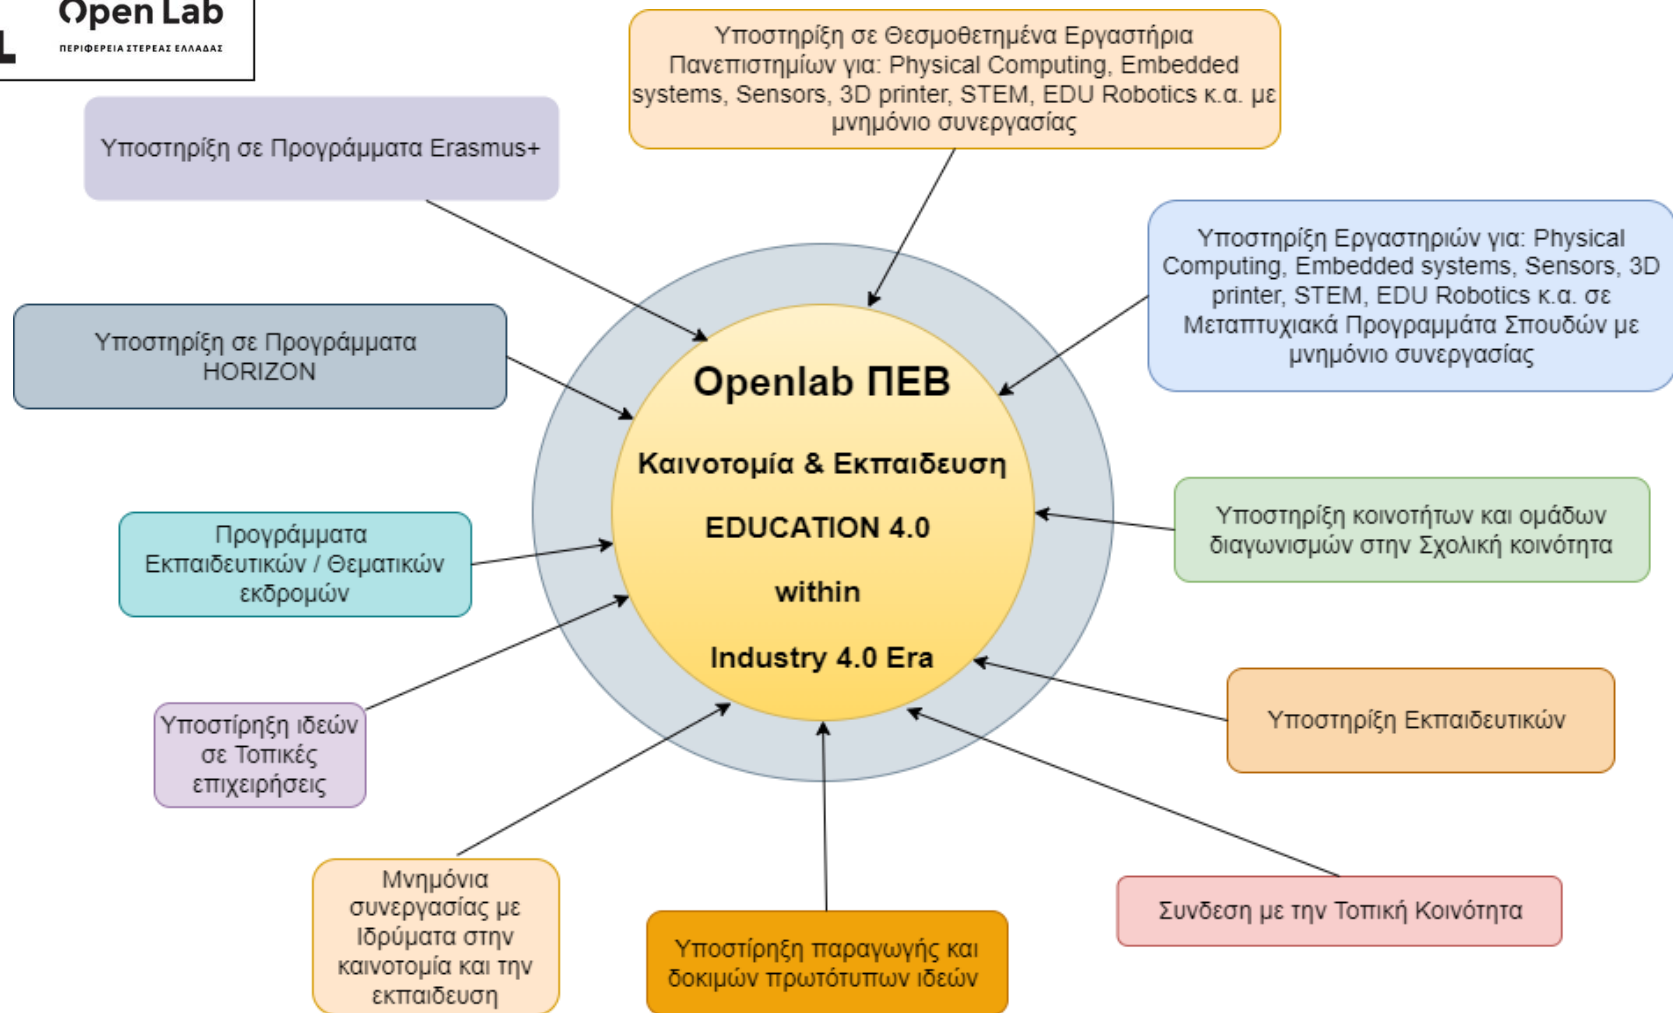 Open Lab
ΠΕΡΙΦΕΡΕΙΑ ΣΤΕΡΕΑΣ ΕΛΛΑΔΑΣ
Υποστηρίξη σε Θεσμοθετημένα Εργαστήρια
Πανεπιστημίων για: Physical Computing, Embedded
systems, Sensors, 3D printer, STEM, EDU Robotics κ.α. με
μνημόνιο συνεργασίας
Υποστηρίξη σε Προγράμματα Erasmus+
Υποστηρίξη Εργαστηριών για: Physical
Computing, Embedded systems, Sensors, 3D
printer, STEM, EDU Robotics κ.α. σε
Μεταπτυχιακά Προγραμμάτα Σπουδών με
μνημόνιο συνεργασίας
Υποστηρίξη σε Προγράμματα
HORIZON
Openlab ΠΕΒ
Καινοτομία & Εκπαιδευση
EDUCATION 4.0
within
Industry 4.0 Era
Υποστηρίξη κοινοτήτων και ομάδων
διαγωνισμών στην Σχολική κοινότητα
Προγράμματα
Εκπαιδευτικών / Θεματικών
εκδρομών
Υποστηρίξη Εκπαιδευτικών
Υποστίρηξη ιδεών
σε Τοπικές
επιχειρήσεις
Μνημόνια
συνεργασίας με
Ιδρύματα στην
καινοτομία και την
εκπαιδευση
Υποστίρηξη παραγωγής και
δοκιμών πρωτότυπων ιδεών
Συνδεση με την Τοπική Κοινότητα